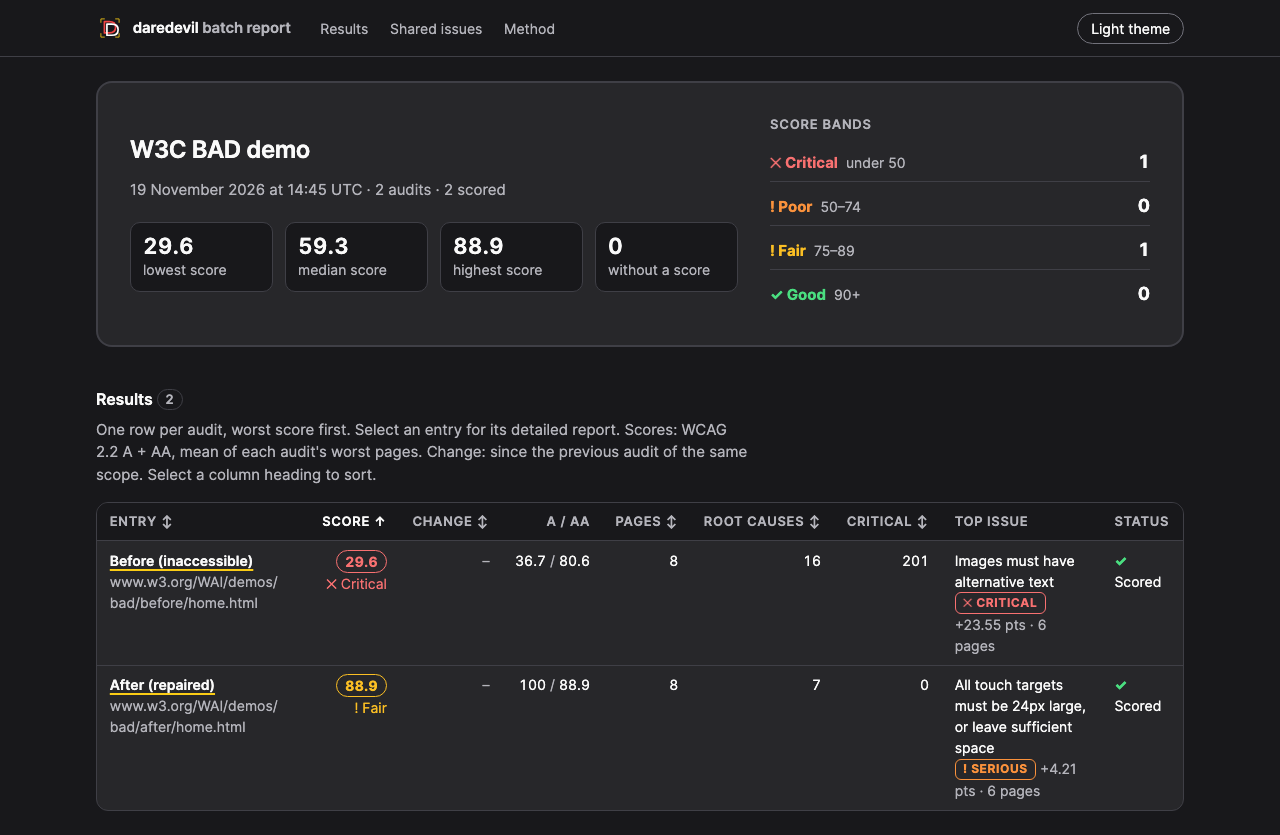 daredevil batch report
Results
Shared issues
Method
Light theme
W3C BAD demo
19 November 2026 at 14:45 UTC · 2 audits · 2 scored
29.6
lowest score
59.3
median score
88.9
highest score
0
without a score
SCORE BANDS
Critical under 50 1
! Poor 50–74 0
! Fair 75–89 1
Good 90+ 0
Results 2
One row per audit, worst score first. Select an entry for its detailed report. Scores: WCAG
2.2 A + AA, mean of each audit's worst pages. Change: since the previous audit of the same
scope. Select a column heading to sort.
ENTRY SCORE CHANGE A / AA PAGES ROOT CAUSES CRITICAL TOP ISSUE STATUS
Before (inaccessible)
www.w3.org/WAI/demos/
bad/before/home.html
29.6
Critical
–
36.7 / 80.6
8
16
201
Images must have
alternative text
CRITICAL
+23.55 pts · 6
pages
Scored
After (repaired)
www.w3.org/WAI/demos/
bad/after/home.html
88.9
! Fair
–
100 / 88.9
8
7
0
All touch targets
must be 24px large,
or leave sufficient
space
! SERIOUS +4.21
pts · 6 pages
Scored